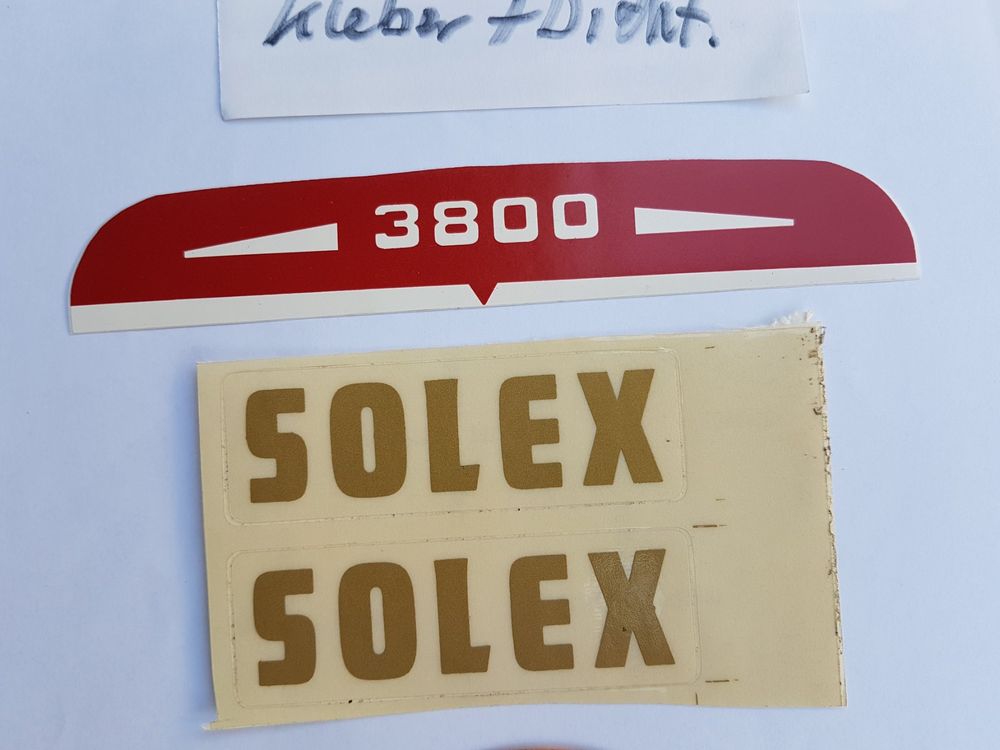 Kleber + Dicht.
3800
SOLEX
SOLEX